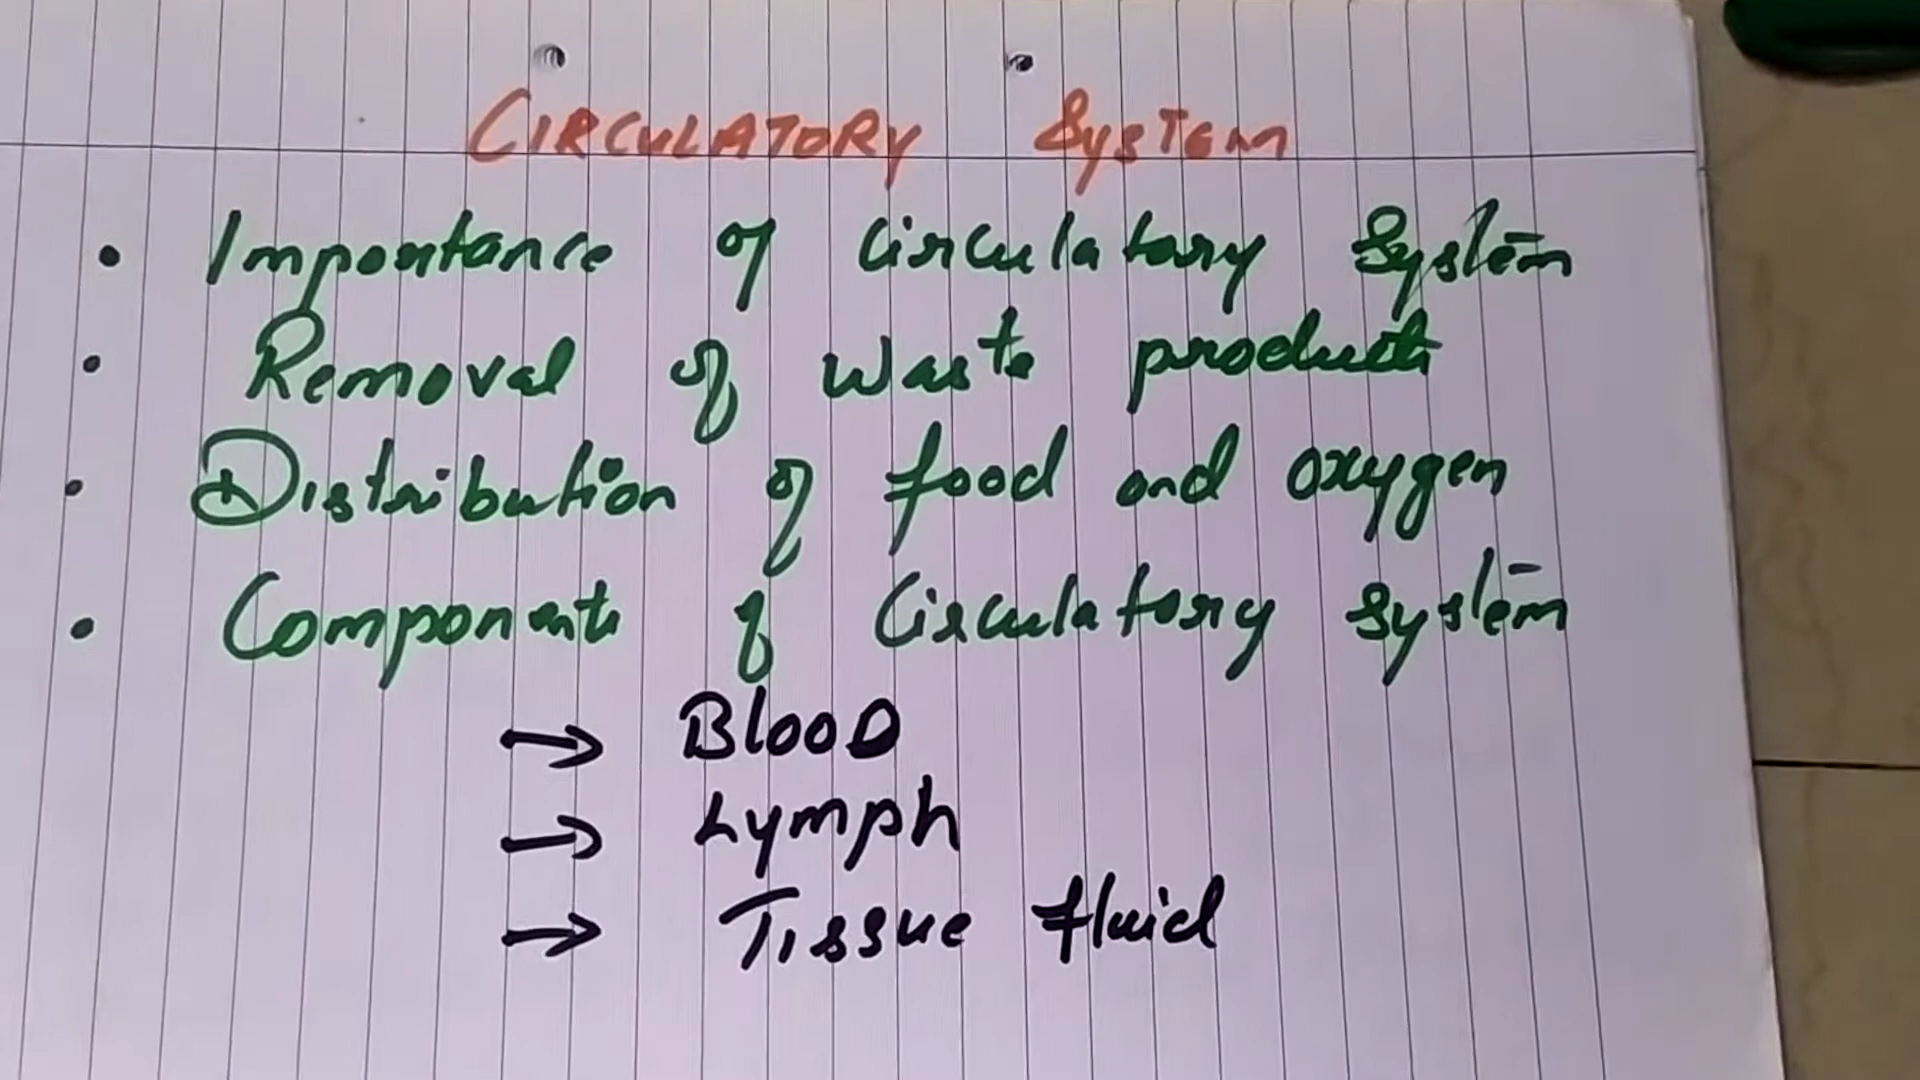 CIRCULATORY SYSTEM
• Importance of Circulatory System
• Removal of waste products
• Distribution of food and oxygen
• Components of Circulatory System
→ Blood
→ Lymph
→ Tissue fluid